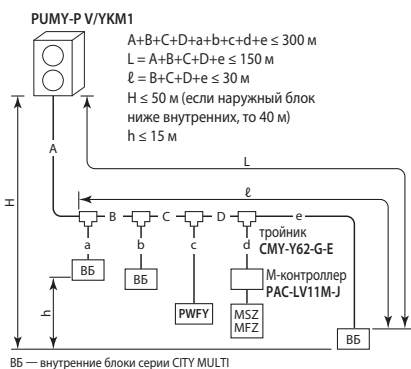 PUMY-P V/YKM1
A+B+C+D+a+b+c+d+e ≤ 300 м
L = A+B+C+D+e ≤ 150 м
ℓ = B+C+D+e ≤ 30 м
H ≤ 50 м (если наружный блок
ниже внутренних, то 40 м)
h ≤ 15 м
A
L
H
ℓ
B
C
D
e
тройник
CMY-Y62-G-E
a
b
c
d
М-контроллер
PAC-LV11M-J
ВБ
ВБ
h
PWFY
MSZ
MFZ
ВБ
ВБ — внутренние блоки серии CITY MULTI